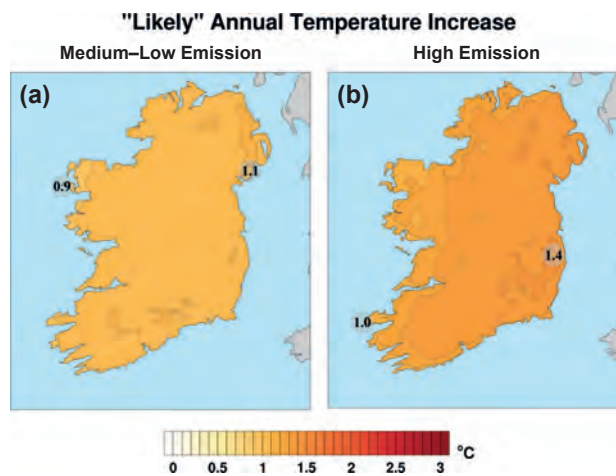 "Likely" Annual Temperature Increase
Medium–Low Emission High Emission
(a) (b)
0.9 1.1
1.4
1.0
°C
0 0.5 1 1.5 2 2.5 3